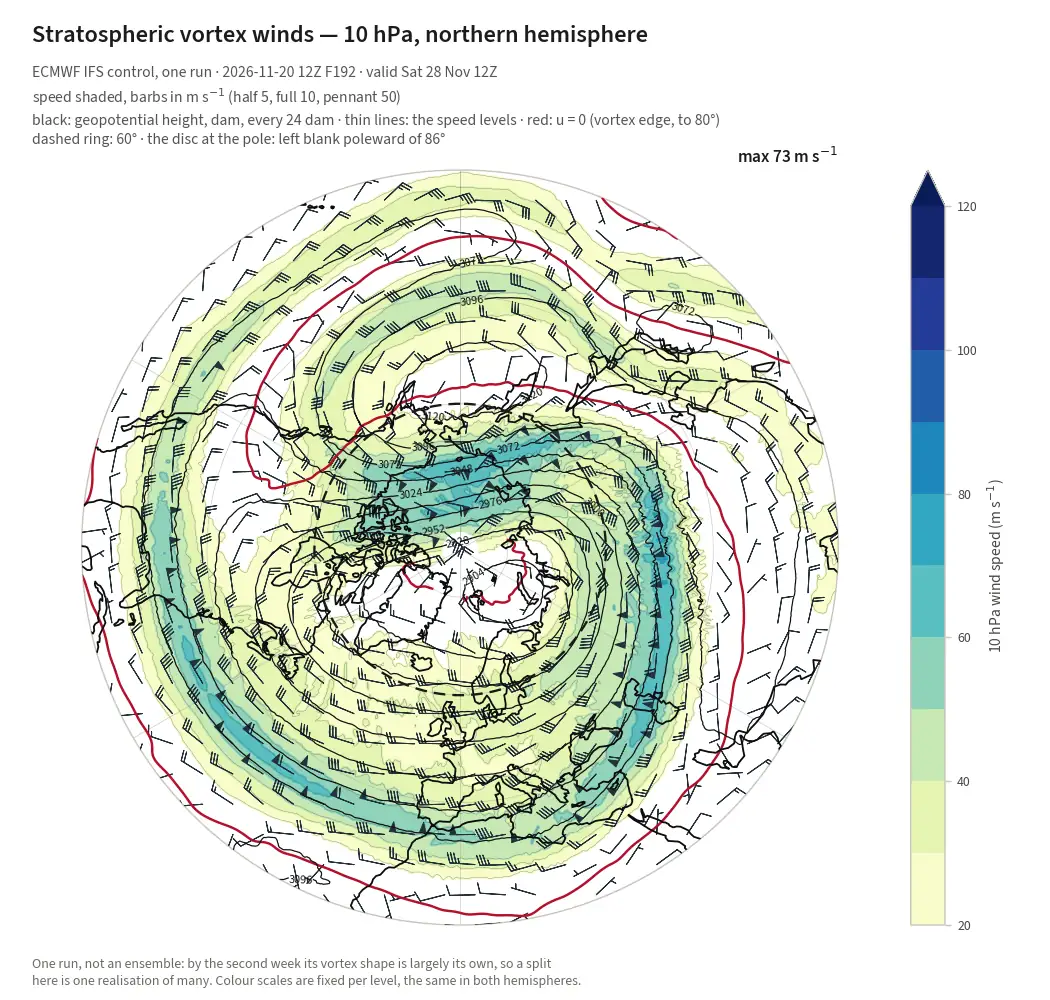 Stratospheric vortex winds — 10 hPa, northern hemisphere
ECMWF IFS control, one run · 2026-11-20 12Z F192 · valid Sat 28 Nov 12Z
speed shaded, barbs in m s⁻¹ (half 5, full 10, pennant 50)
black: geopotential height, dam, every 24 dam · thin lines: the speed levels · red: u = 0 (vortex edge, to 80°)
dashed ring: 60° · the disc at the pole: left blank poleward of 86°
max 73 m s⁻¹
120
100
80
60
40
20
10 hPa wind speed (m s⁻¹)
3096
3072
3072
3072
3048
3024
2976
2952
2904
3096
One run, not an ensemble: by the second week its vortex shape is largely its own, so a split
here is one realisation of many. Colour scales are fixed per level, the same in both hemispheres.